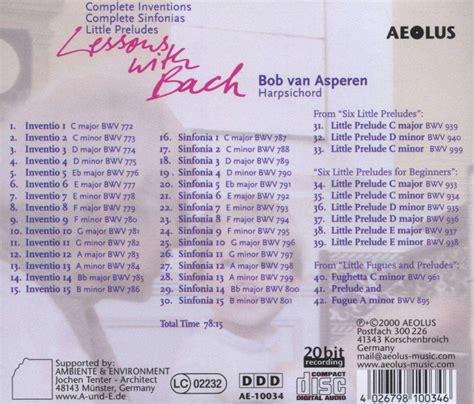 Complete Inventions
Complete Sinfonias
Little Preludes
Lessons with Bach
AEOLUS
Bob van Asperen
Harpsichord
1. Inventio 1 C major BWV 772
2. Inventio 2 C minor BWV 773
3. Inventio 3 D major BWV 774
4. Inventio 4 D minor BWV 775
5. Inventio 5 Eb major BWV 776
6. Inventio 6 E major BWV 777
7. Inventio 7 E minor BWV 778
8. Inventio 8 F major BWV 779
9. Inventio 9 F minor BWV 780
10. Inventio 10 G major BWV 781
11. Inventio 11 G minor BWV 782
12. Inventio 12 A major BWV 783
13. Inventio 13 A minor BWV 784
14. Inventio 14 Bb major BWV 785
15. Inventio 15 B minor BWV 786
16. Sinfonia 1 C major BWV 787
17. Sinfonia 2 C minor BWV 788
18. Sinfonia 3 D major BWV 789
19. Sinfonia 4 D minor BWV 790
20. Sinfonia 5 Eb major BWV 791
21. Sinfonia 6 E major BWV 792
22. Sinfonia 7 E minor BWV 793
23. Sinfonia 8 F major BWV 794
24. Sinfonia 9 F minor BWV 795
25. Sinfonia 10 G major BWV 796
26. Sinfonia 11 G minor BWV 797
27. Sinfonia 12 A major BWV 798
28. Sinfonia 13 A minor BWV 799
29. Sinfonia 14 Bb major BWV 800
30. Sinfonia 15 B minor BWV 801
Total Time 78:15
From "Six Little Preludes":
31. Little Prelude C major BWV 939
32. Little Prelude D minor BWV 940
33. Little Prelude C minor BWV 999
"Six Little Preludes for Beginners":
34. Little Prelude C major BWV 933
35. Little Prelude C minor BWV 934
36. Little Prelude D minor BWV 935
37. Little Prelude D major BWV 936
38. Little Prelude E major BWV 937
39. Little Prelude E minor BWV 938
From "Little Fugues and Preludes":
40. Fughetta C minor BWV 961
41. Prelude and
42. Fugue A minor BWV 895
Supported by:
AMBIENTE & ENVIRONMENT
Jochen Tenter - Architect
48143 Münster, Germany
www.A-und-E.de
LC 02232
DDD
AE-10034
20bit
recording
COMPACT
disc
DIGITAL AUDIO
℗©2000 AEOLUS
Postfach 300 226
41343 Korschenbroich
Germany
mail@aeolus-music.com
www.aeolus-music.com
4 026798 100346